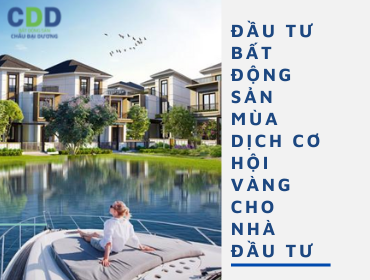 CDD
CHÂU ĐẠI DƯƠNG
ĐẦU TƯ
BẤT
ĐỘNG
SẢN
MÙA
DỊCH CƠ
HỘI
VÀNG
CHO
NHÀ
ĐẦU TƯ